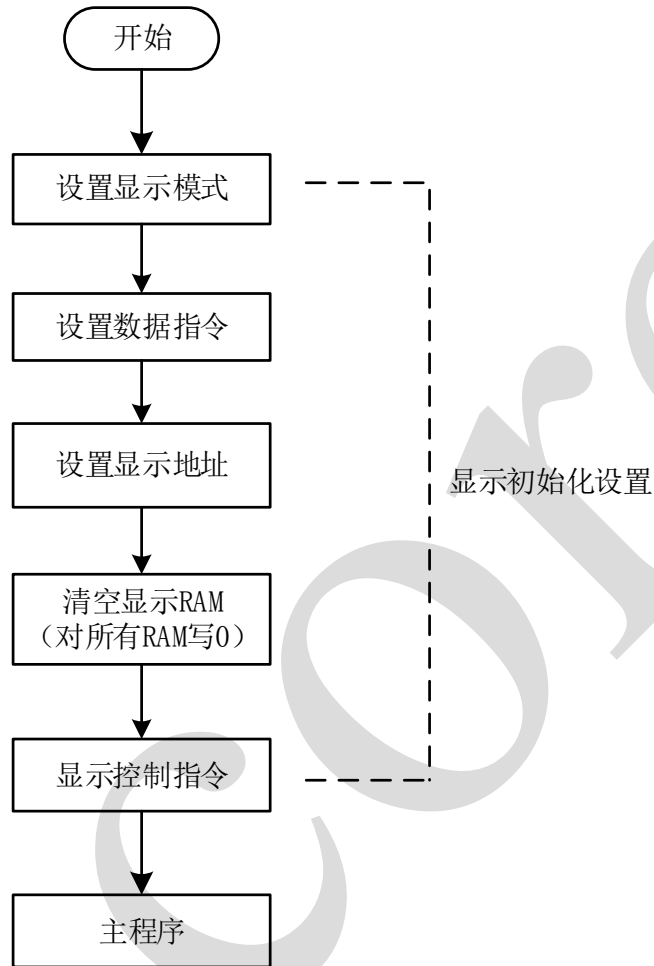 开始
设置显示模式
设置数据指令
设置显示地址
显示初始化设置
清空显示RAM
（对所有RAM写0）
显示控制指令
主程序